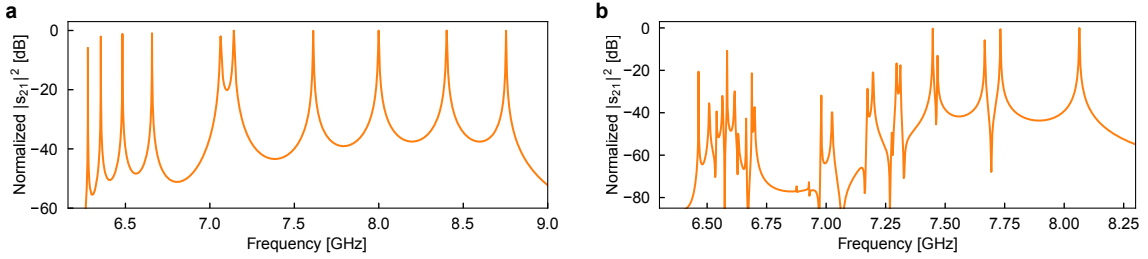 a
Normalized |s₂₁|² [dB]
0
−20
−40
−60
6.5 7.0 7.5 8.0 8.5 9.0
Frequency [GHz]
b
Normalized |s₂₁|² [dB]
0
−20
−40
−60
−80
6.50 6.75 7.00 7.25 7.50 7.75 8.00 8.25
Frequency [GHz]